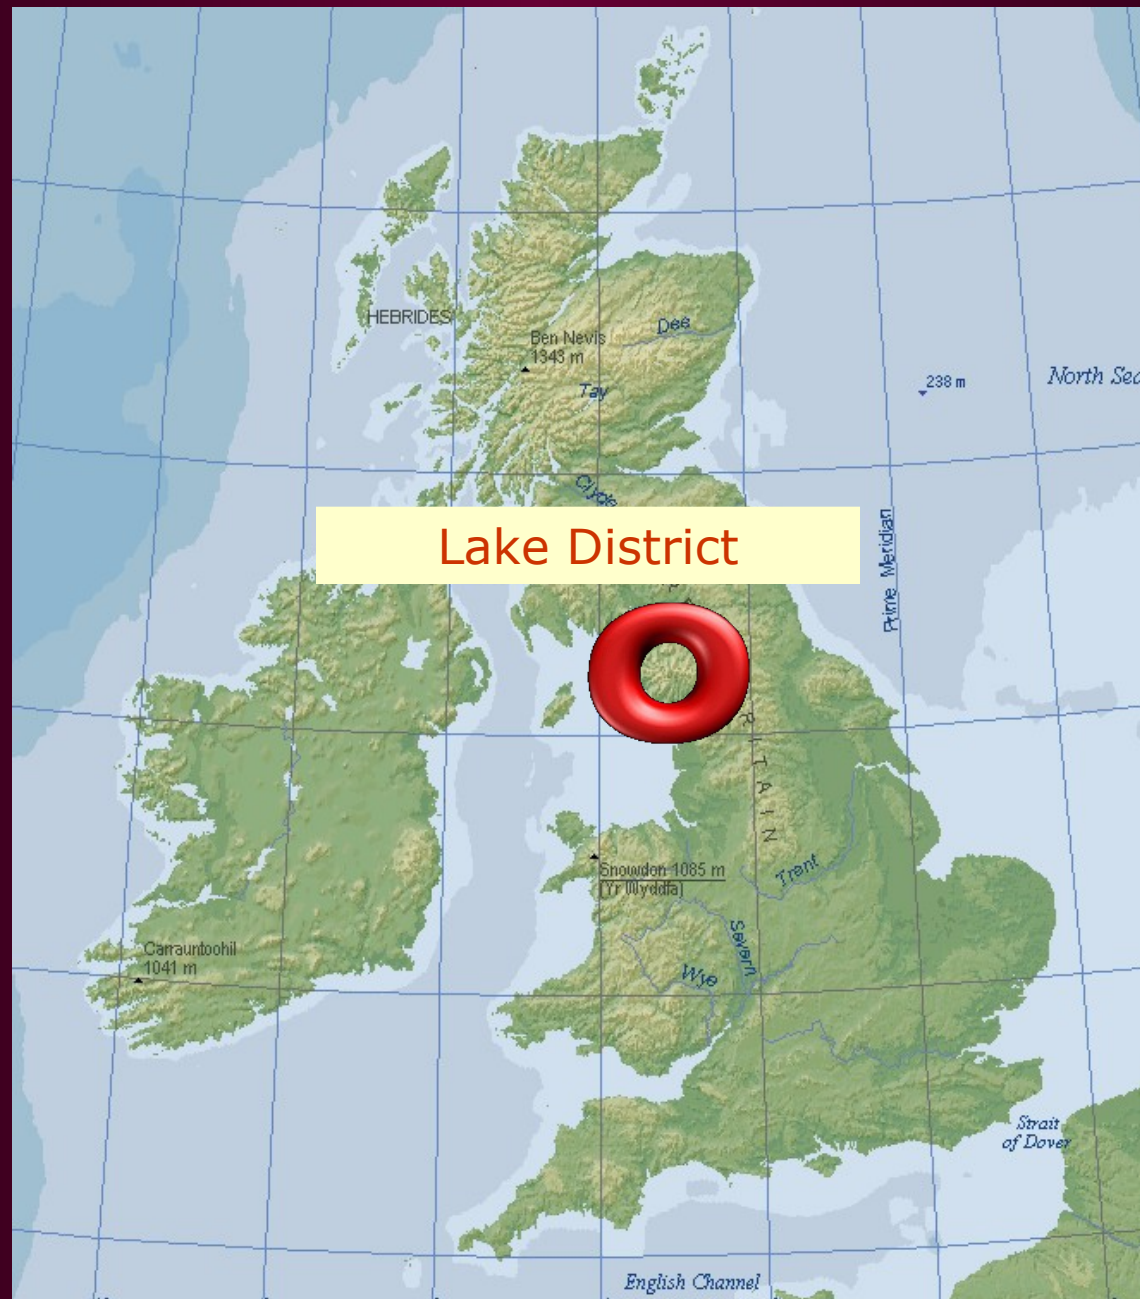 HEBRIDES
Ben Nevis
1343 m
Dee
Tay
238 m
North Sea
Clyde
Lake District
Prime Meridian
RITAIN
Snowdon 1085 m
(Yr Wyddfa)
Trent
Severn
Wye
Carrauntoohil
1041 m
Strait
of Dover
English Channel